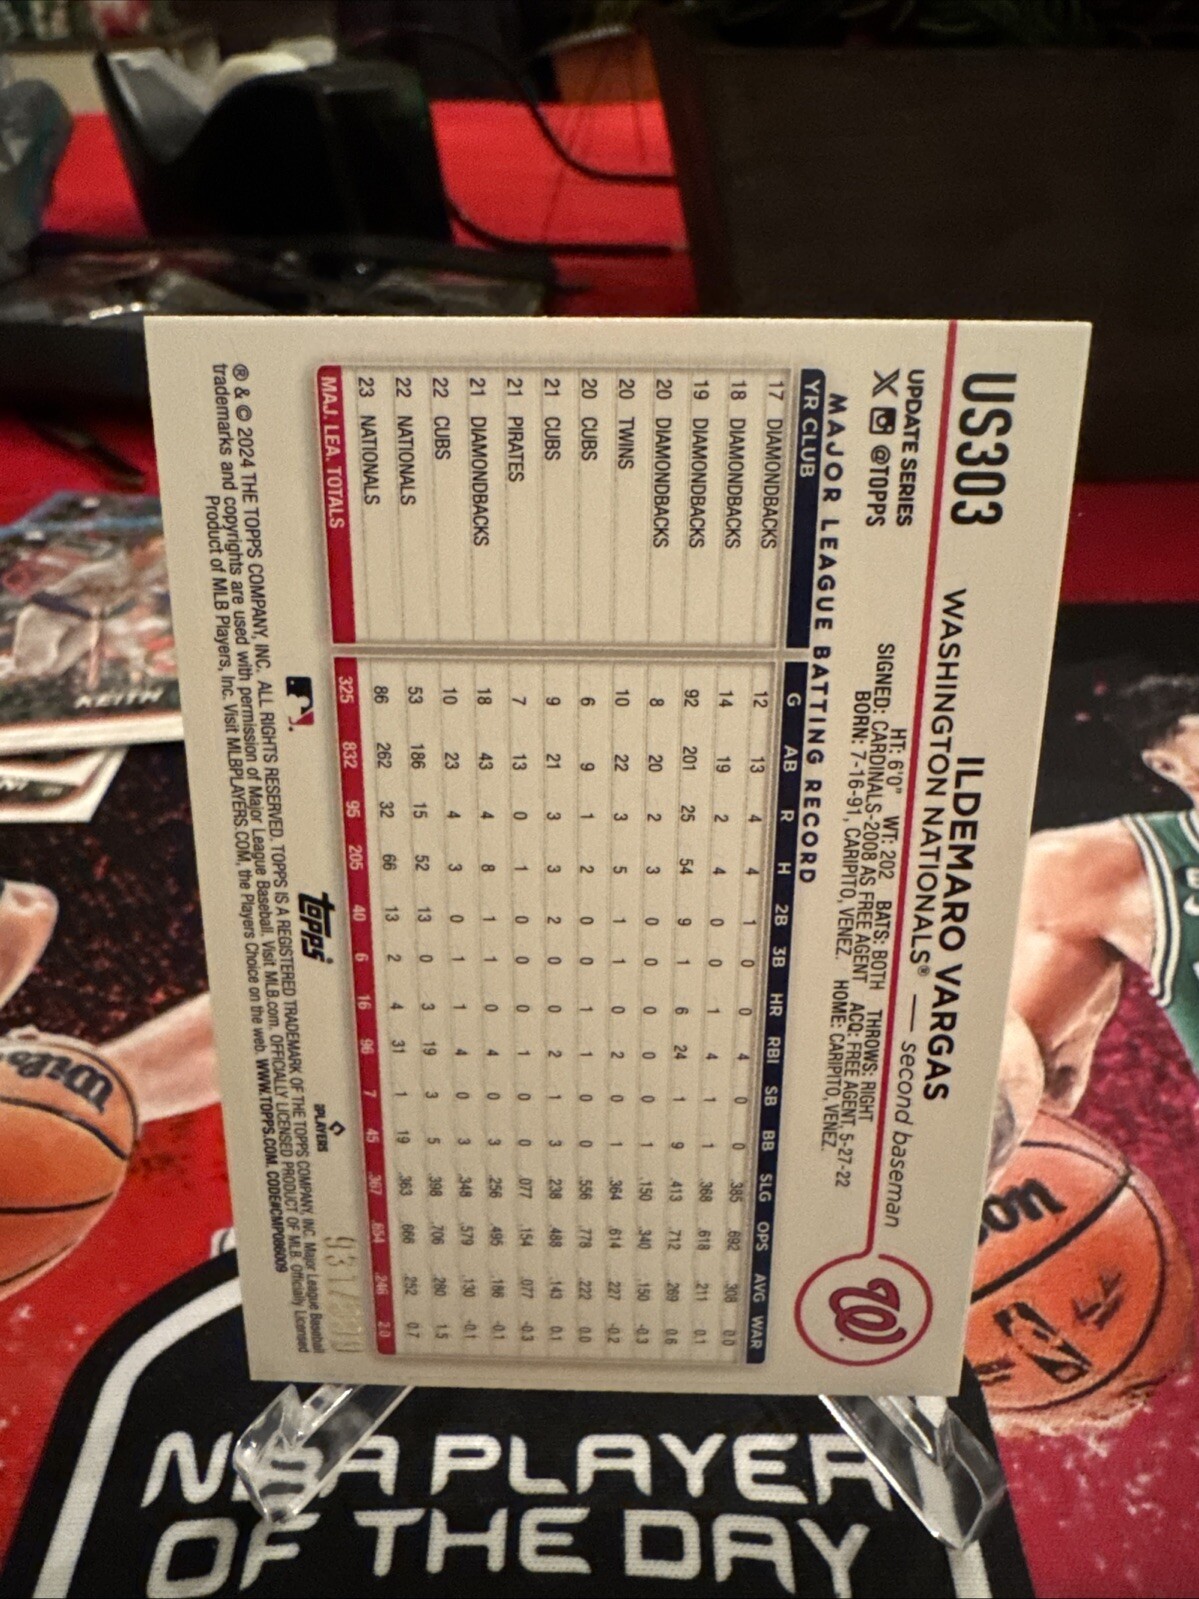 US303
ILDEMARO VARGAS
WASHINGTON NATIONALS® — second baseman
UPDATE SERIES
X @TOPPS
HT: 6'0" WT: 202 BATS: BOTH THROWS: RIGHT
SIGNED: CARDINALS-2008 AS FREE AGENT ACQ: FREE AGENT, 5-27-22
BORN: 7-16-91, CARIPITO, VENEZ. HOME: CARIPITO, VENEZ.
W
MAJOR LEAGUE BATTING RECORD
YR CLUB G AB R H 2B 3B HR RBI SB BB SLG OPS AVG WAR
17 DIAMONDBACKS 12 13 4 4 1 0 0 4 0 0 .385 .692 .308 0.0
18 DIAMONDBACKS 14 19 2 4 0 0 1 4 1 1 .368 .618 .211 0.1
19 DIAMONDBACKS 92 201 25 54 9 1 6 24 1 9 .413 .712 .269 0.6
20 DIAMONDBACKS 8 20 2 3 0 0 0 0 0 1 .150 .340 .150 -0.3
20 TWINS 10 22 3 5 1 1 0 2 0 1 .364 .614 .227 -0.2
20 CUBS 6 9 1 2 0 0 1 1 0 0 .556 .778 .222 0.0
21 CUBS 9 21 3 3 2 0 0 2 1 3 .238 .488 .143 0.1
21 PIRATES 7 13 0 1 0 0 0 1 0 0 .077 .154 .077 -0.3
21 DIAMONDBACKS 18 43 4 8 1 1 0 4 0 3 .256 .495 .186 -0.1
22 CUBS 10 23 4 3 0 1 1 4 0 3 .348 .579 .130 -0.1
22 NATIONALS 53 186 15 52 13 0 3 19 3 5 .398 .706 .280 1.5
23 NATIONALS 86 262 32 66 13 2 4 31 1 19 .363 .666 .252 0.7
MAJ. LEA. TOTALS 325 832 95 205 40 6 16 96 7 45 .367 .654 .246 2.0
topps®
PLAYERS
® & © 2024 THE TOPPS COMPANY, INC. ALL RIGHTS RESERVED. TOPPS IS A REGISTERED TRADEMARK OF THE TOPPS COMPANY, INC. Major League Baseball
trademarks and copyrights are used with permission of Major League Baseball. Visit MLB.com. OFFICIALLY LICENSED PRODUCT OF MLB. Officially Licensed
Product of MLB Players, Inc. Visit MLBPLAYERS.COM, the Players Choice on the web. WWW.TOPPS.COM. CODE#CMP086009
KEITH
Wilson
NBA PLAYER
OF THE DAY